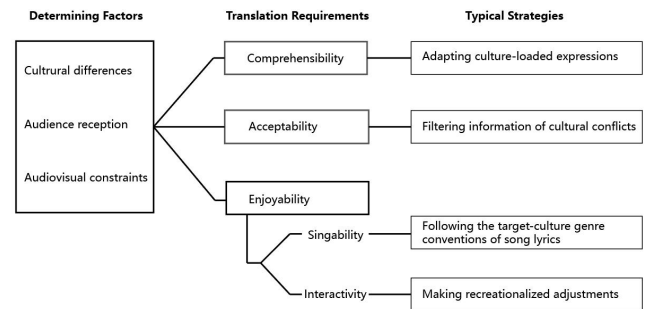 Determining Factors
Translation Requirements
Typical Strategies
Cultrural differences
Audience reception
Audiovisual constraints
Comprehensibility
Adapting culture-loaded expressions
Acceptability
Filtering information of cultural conflicts
Enjoyability
Singability
Following the target-culture genre
conventions of song lyrics
Interactivity
Making recreationalized adjustments